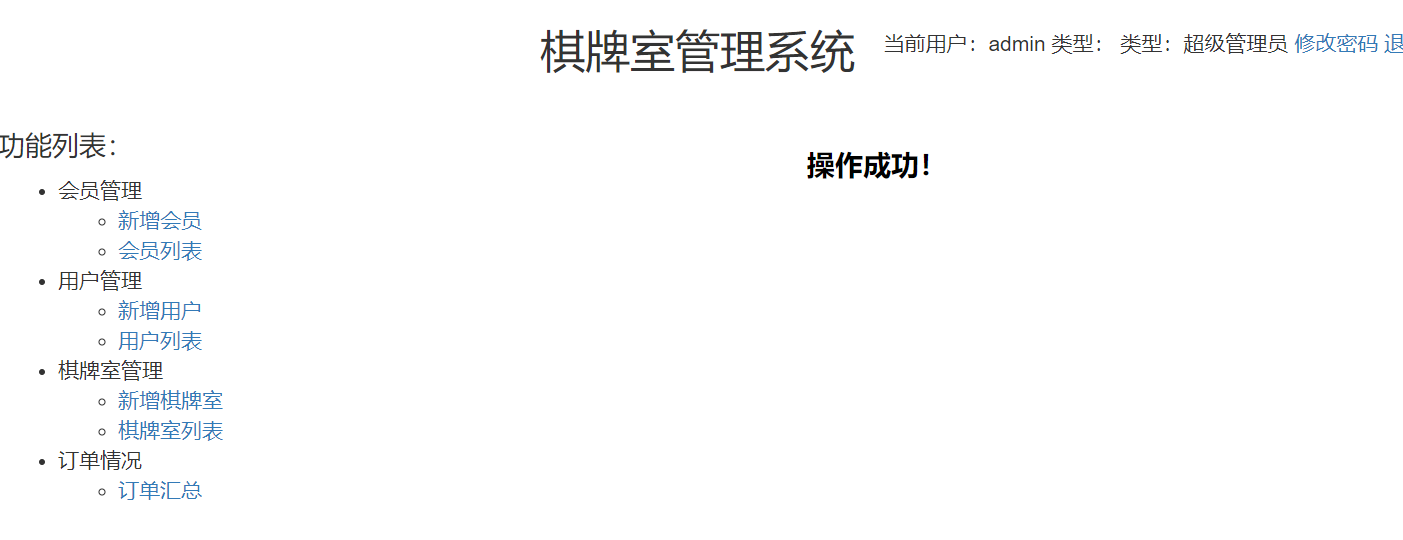 棋牌室管理系统
当前用户：admin 类型： 类型：超级管理员 修改密码 退
功能列表：
操作成功！
会员管理
新增会员
会员列表
用户管理
新增用户
用户列表
棋牌室管理
新增棋牌室
棋牌室列表
订单情况
订单汇总